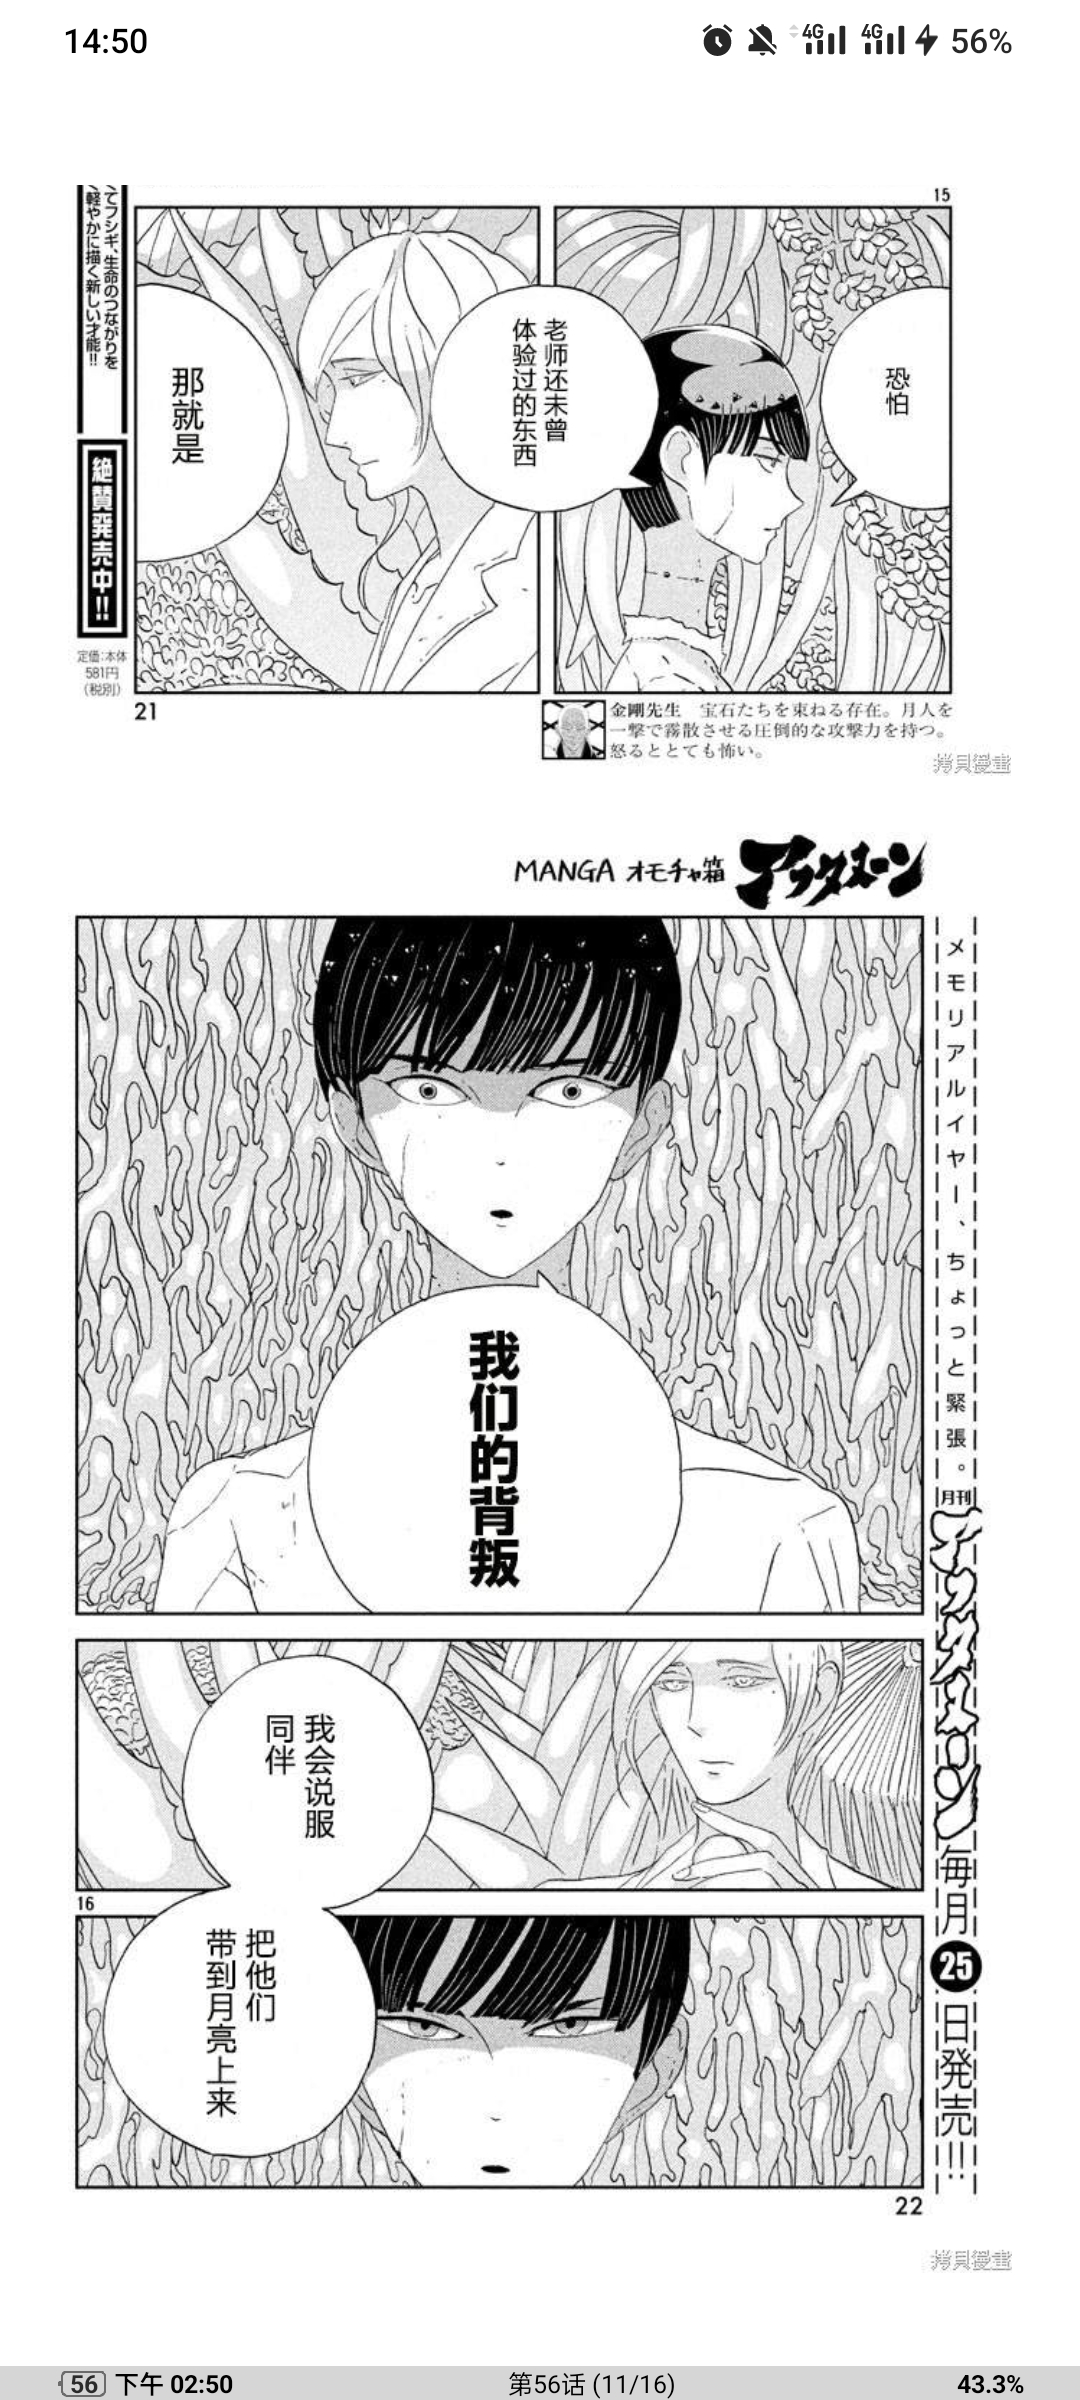 14:50
4G 4G 56%
15
恐怕
老师还未曾
体验过的东西
那就是
てフシギ、生命のつながりを
く軽やかに描く新しい才能!!
絶賛発売中!!
定価:本体
581円
(税別)
21
金剛先生 宝石たちを束ねる存在。月人を
一撃で霧散させる圧倒的な攻撃力を持つ。
怒るととても怖い。
拷貝漫畫
MANGA オモチャ箱 アフタヌーン
メモリアルイヤー、ちょっと緊張。
月刊
アフタヌーン
毎月25日発売!!!
我们的背叛
我会说服
同伴
16
把他们
带到月亮上来
22
拷貝漫畫
56 下午 02:50
第56话 (11/16)
43.3%